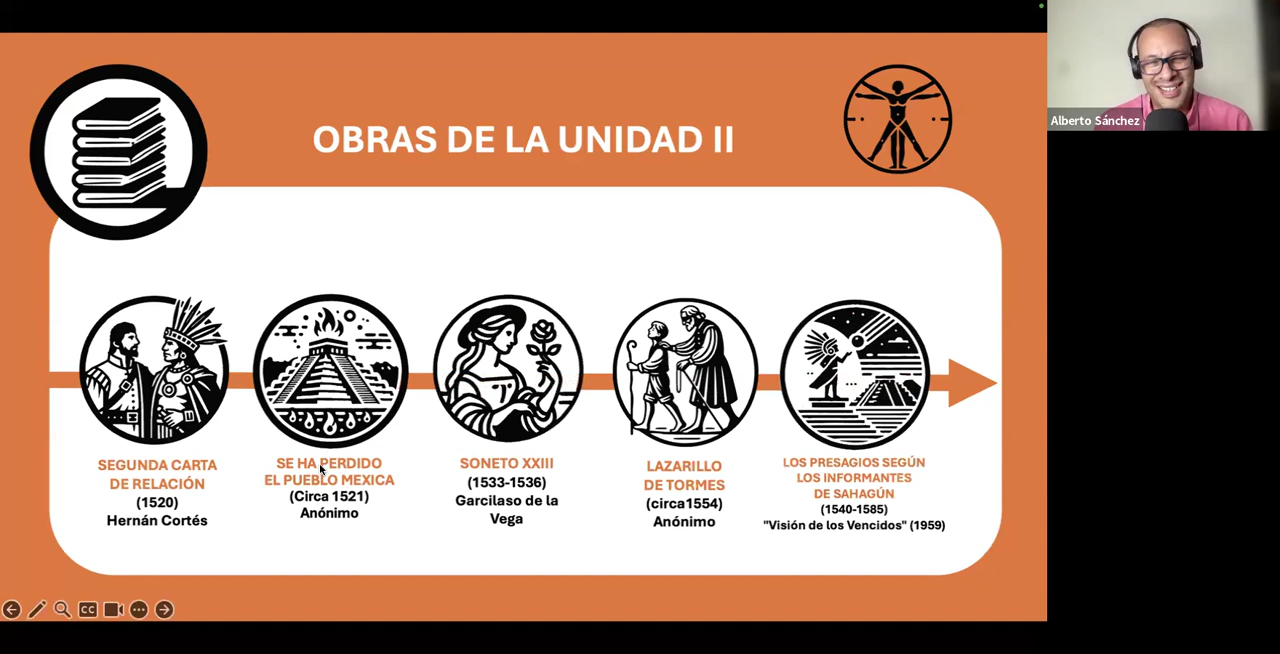 OBRAS DE LA UNIDAD II
Alberto Sánchez
SEGUNDA CARTA
DE RELACIÓN
(1520)
Hernán Cortés
SE HA PERDIDO
EL PUEBLO MEXICA
(Circa 1521)
Anónimo
SONETO XXIII
(1533-1536)
Garcilaso de la
Vega
LAZARILLO
DE TORMES
(circa1554)
Anónimo
LOS PRESAGIOS SEGÚN
LOS INFORMANTES
DE SAHAGÚN
(1540-1585)
"Visión de los Vencidos" (1959)
CC